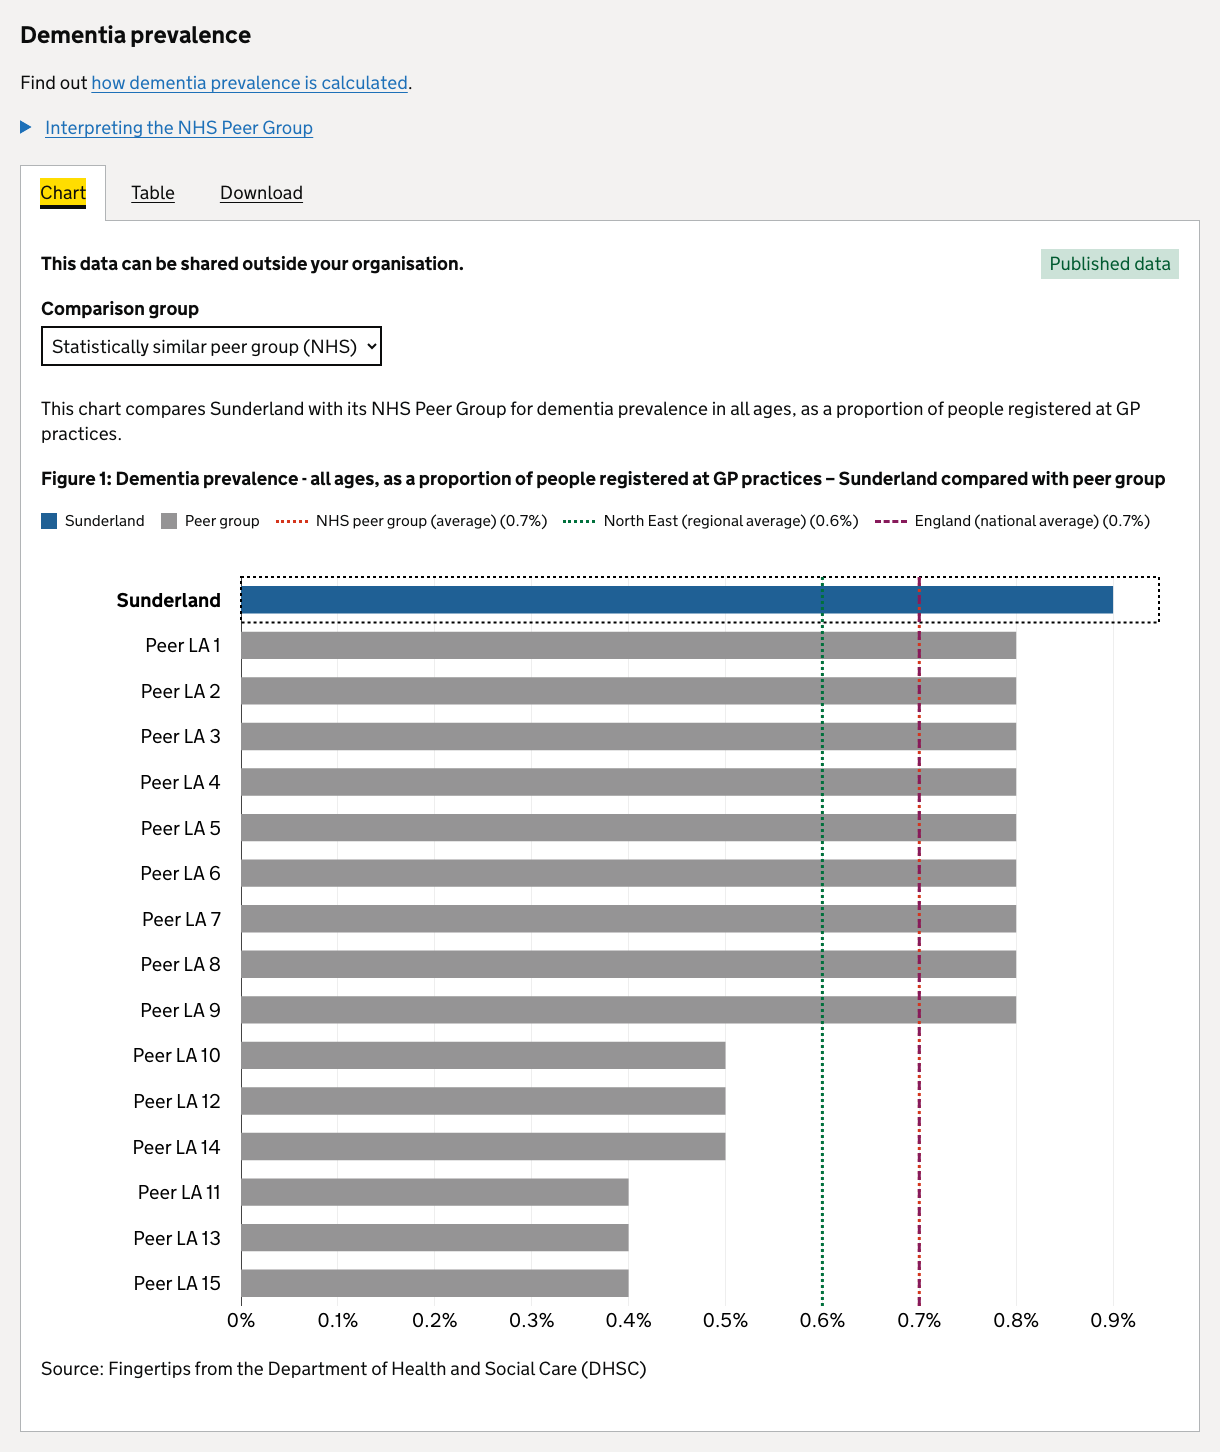 Dementia prevalence
Find out how dementia prevalence is calculated.
Interpreting the NHS Peer Group
Chart
Table
Download
This data can be shared outside your organisation.
Published data
Comparison group
Statistically similar peer group (NHS)
This chart compares Sunderland with its NHS Peer Group for dementia prevalence in all ages, as a proportion of people registered at GP
practices.
Figure 1: Dementia prevalence - all ages, as a proportion of people registered at GP practices – Sunderland compared with peer group
Sunderland
Peer group
NHS peer group (average) (0.7%)
North East (regional average) (0.6%)
England (national average) (0.7%)
Sunderland
Peer LA 1
Peer LA 2
Peer LA 3
Peer LA 4
Peer LA 5
Peer LA 6
Peer LA 7
Peer LA 8
Peer LA 9
Peer LA 10
Peer LA 12
Peer LA 14
Peer LA 11
Peer LA 13
Peer LA 15
0% 0.1% 0.2% 0.3% 0.4% 0.5% 0.6% 0.7% 0.8% 0.9%
Source: Fingertips from the Department of Health and Social Care (DHSC)